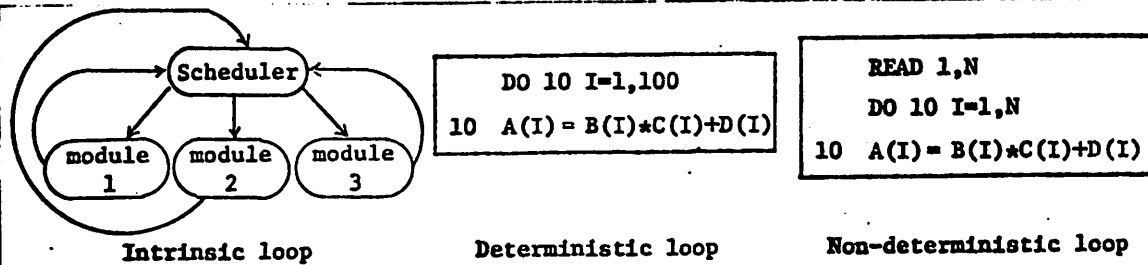 Scheduler
module
1
module
2
module
3
Intrinsic loop
DO 10 I=1,100
10 A(I) = B(I)*C(I)+D(I)
Deterministic loop
READ 1,N
DO 10 I=1,N
10 A(I) = B(I)*C(I)+D(I)
Non-deterministic loop